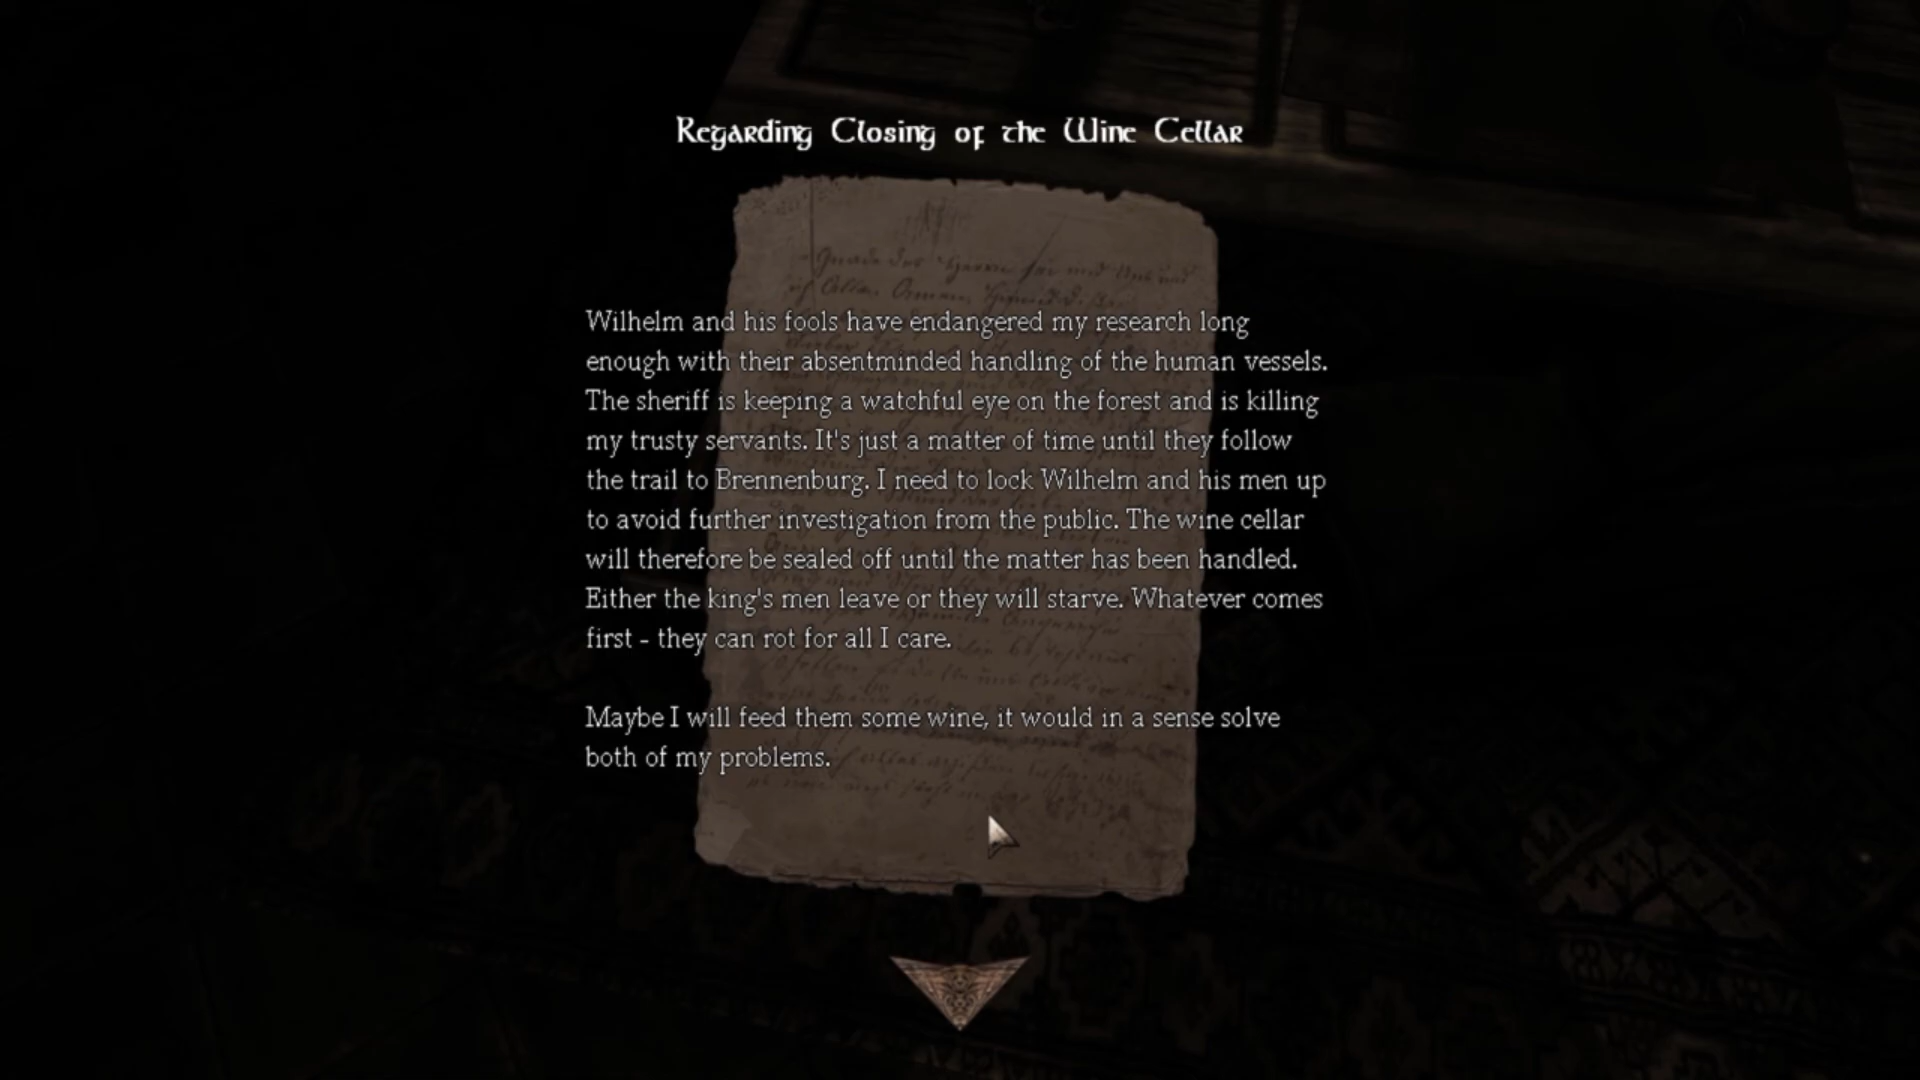 Regarding Closing of the Wine Cellar
Wilhelm and his fools have endangered my research long
enough with their absentminded handling of the human vessels.
The sheriff is keeping a watchful eye on the forest and is killing
my trusty servants. It's just a matter of time until they follow
the trail to Brennenburg. I need to lock Wilhelm and his men up
to avoid further investigation from the public. The wine cellar
will therefore be sealed off until the matter has been handled.
Either the king's men leave or they will starve. Whatever comes
first - they can rot for all I care.
Maybe I will feed them some wine, it would in a sense solve
both of my problems.